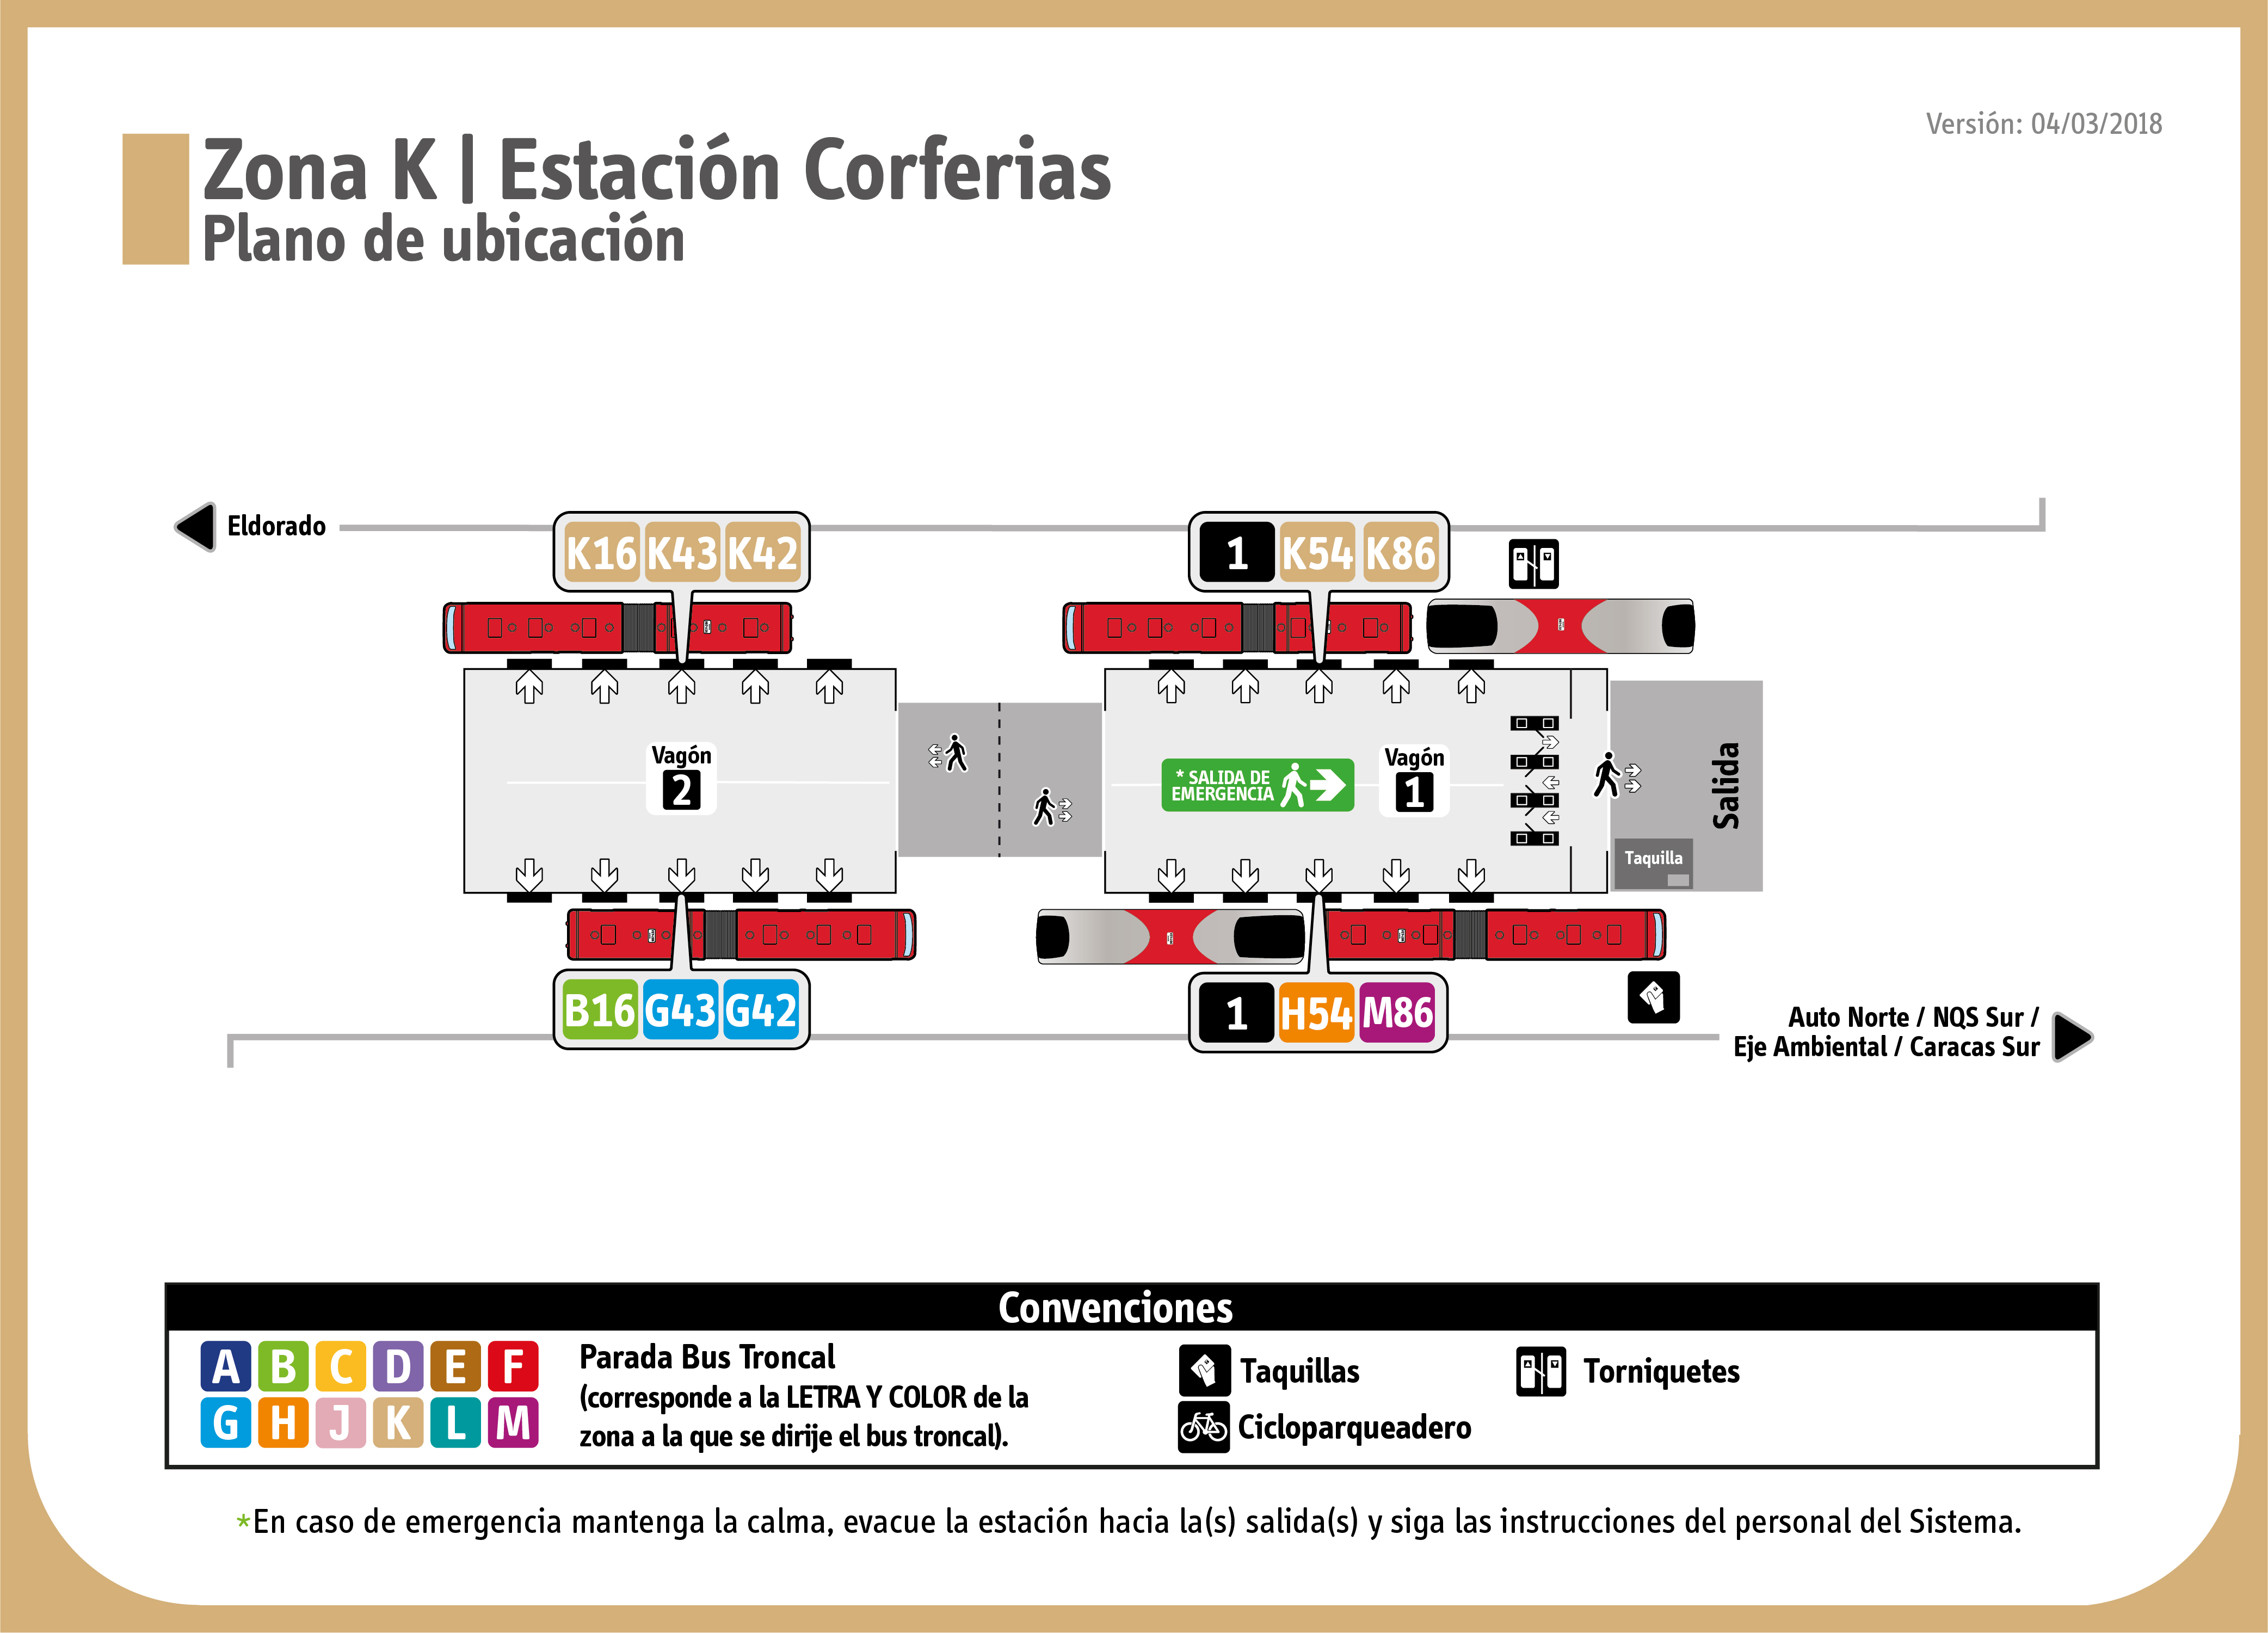 Versión: 04/03/2018
Zona K | Estación Corferias
Plano de ubicación
Eldorado
K16 K43 K42
1 K54 K86
Vagón
2
* SALIDA DE
EMERGENCIA
Vagón
1
Salida
Taquilla
B16 G43 G42
1 H54 M86
Auto Norte / NQS Sur /
Eje Ambiental / Caracas Sur
Convenciones
A B C D E F
G H J K L M
Parada Bus Troncal
(corresponde a la LETRA Y COLOR de la
zona a la que se dirije el bus troncal).
Taquillas
Cicloparqueadero
Torniquetes
*En caso de emergencia mantenga la calma, evacue la estación hacia la(s) salida(s) y siga las instrucciones del personal del Sistema.